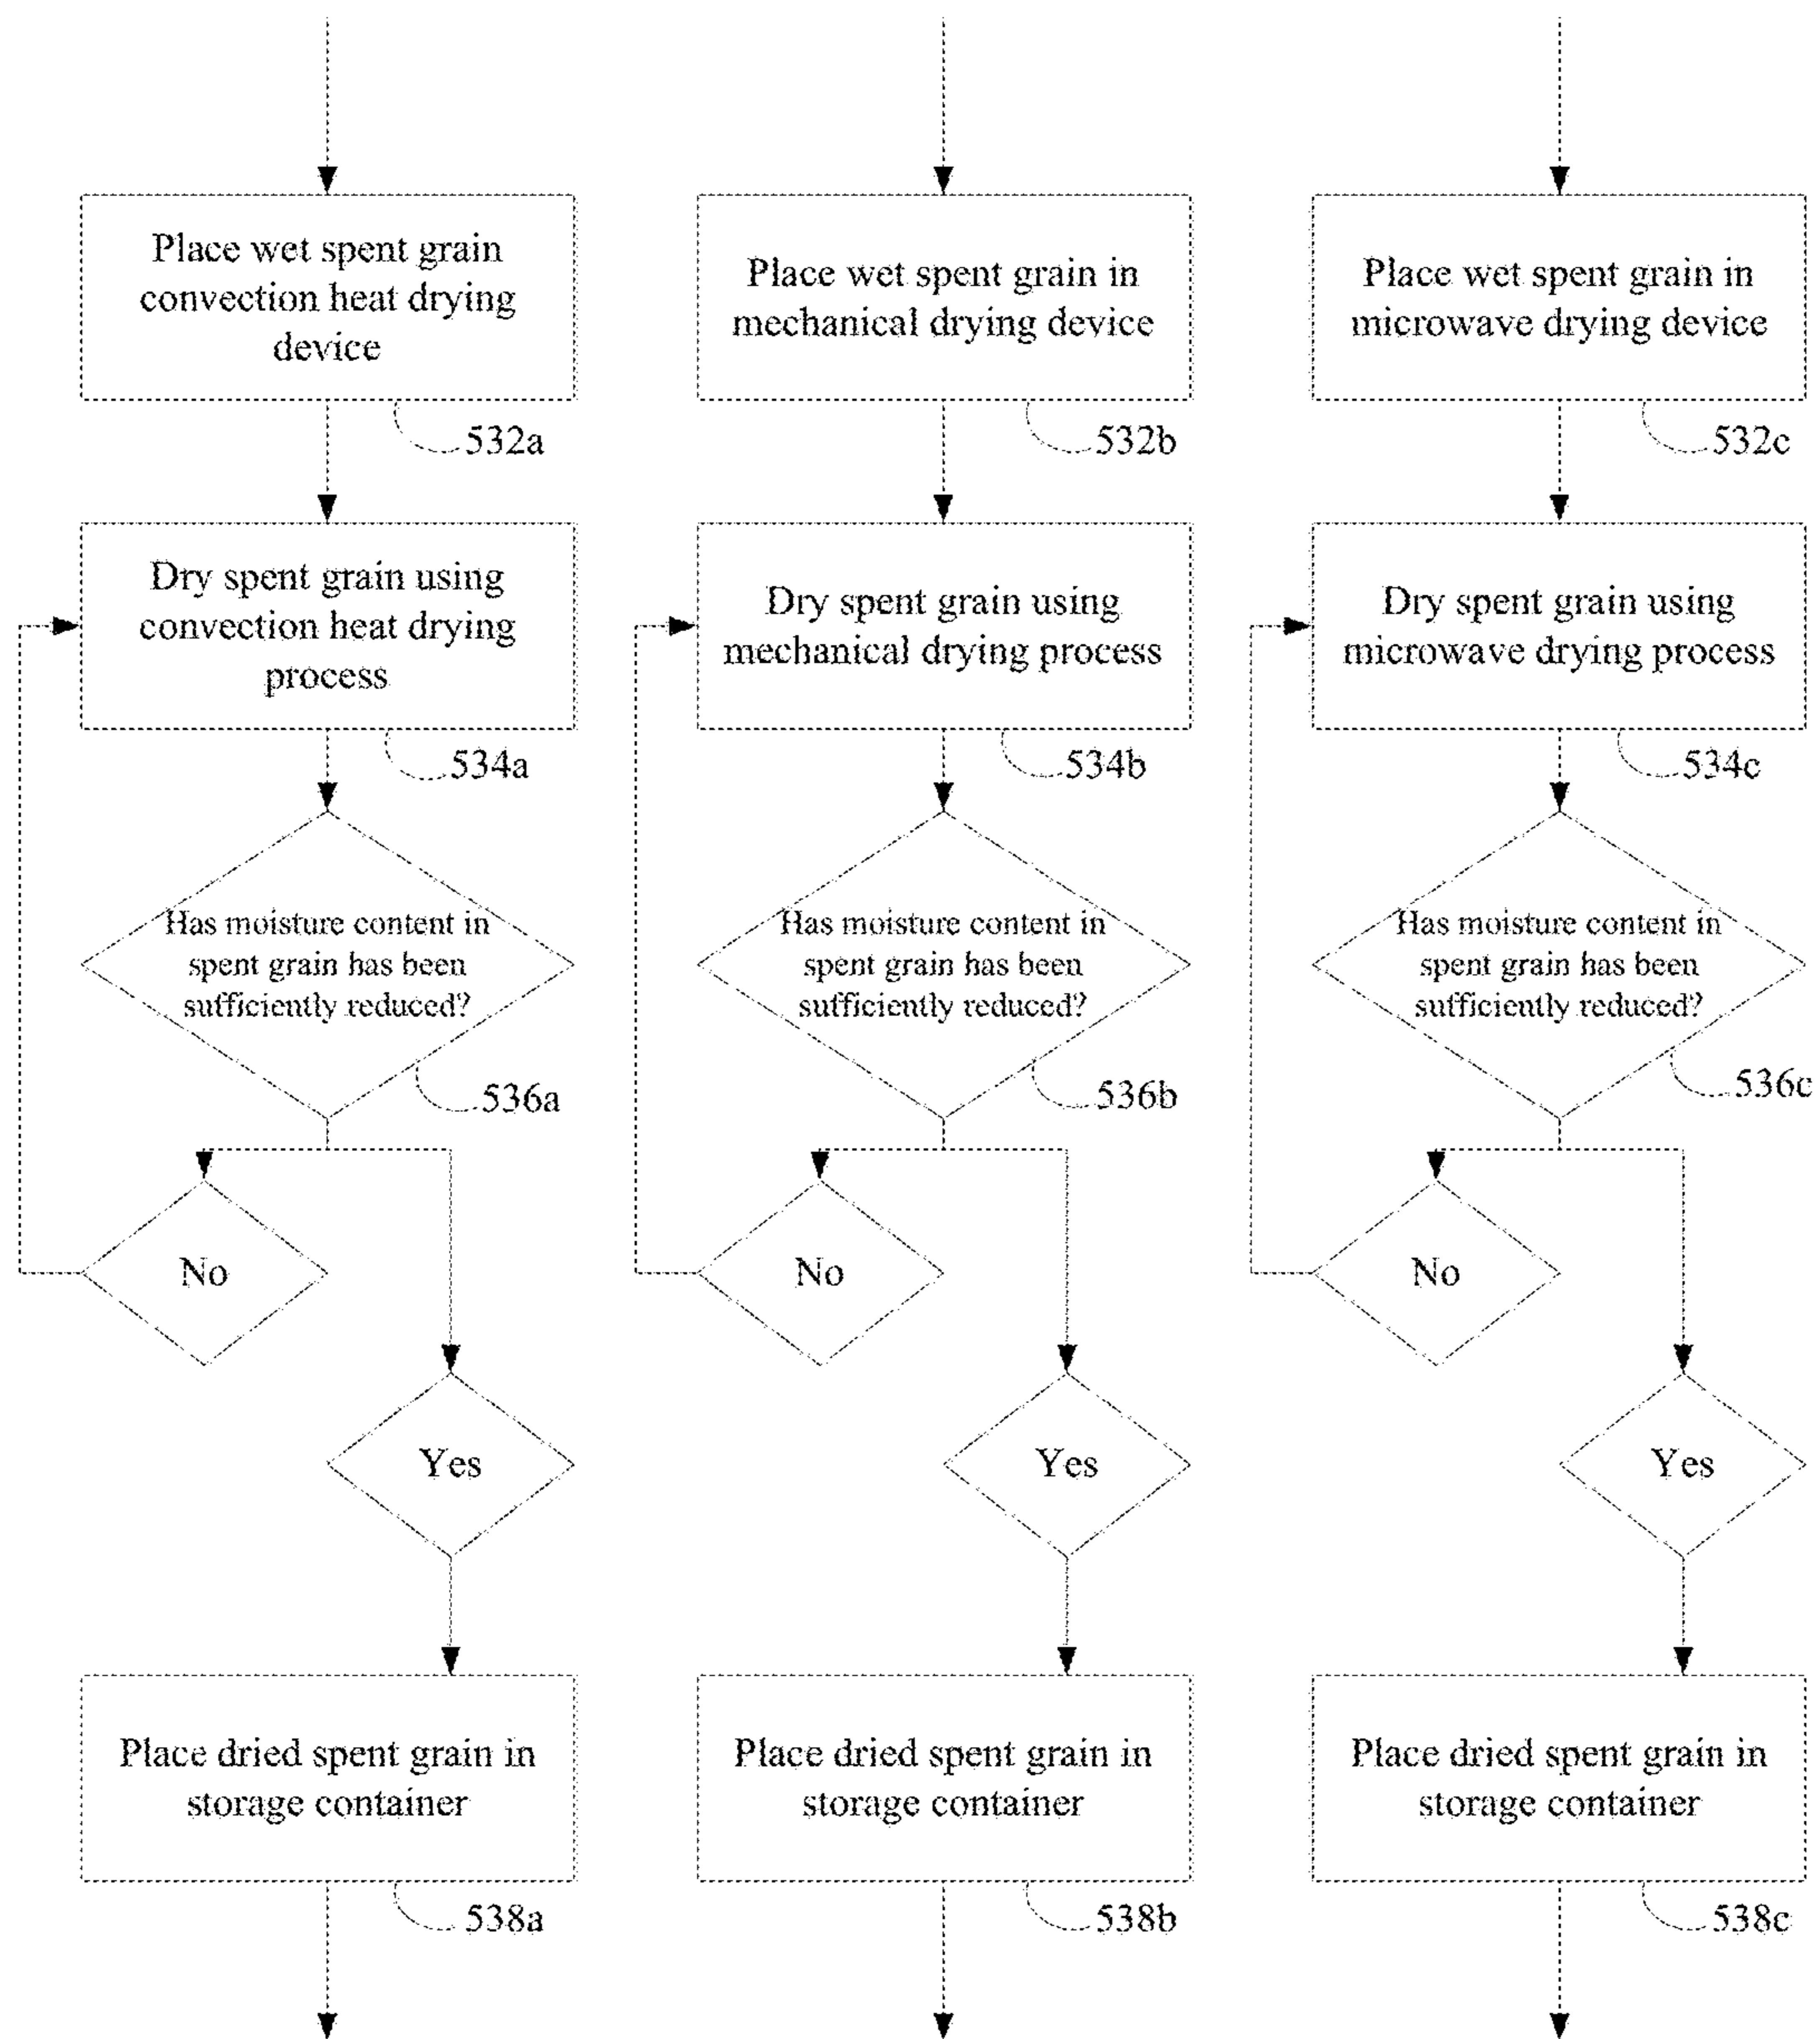 Place wet spent grain
convection heat drying
device
532a
Place wet spent grain in
mechanical drying device
532b
Place wet spent grain in
microwave drying device
532c
Dry spent grain using
convection heat drying
process
534a
Dry spent grain using
mechanical drying process
534b
Dry spent grain using
microwave drying process
534c
Has moisture content in
spent grain has been
sufficiently reduced?
536a
Has moisture content in
spent grain has been
sufficiently reduced?
536b
Has moisture content in
spent grain has been
sufficiently reduced?
536c
No
No
No
Yes
Yes
Yes
Place dried spent grain in
storage container
538a
Place dried spent grain in
storage container
538b
Place dried spent grain in
storage container
538c